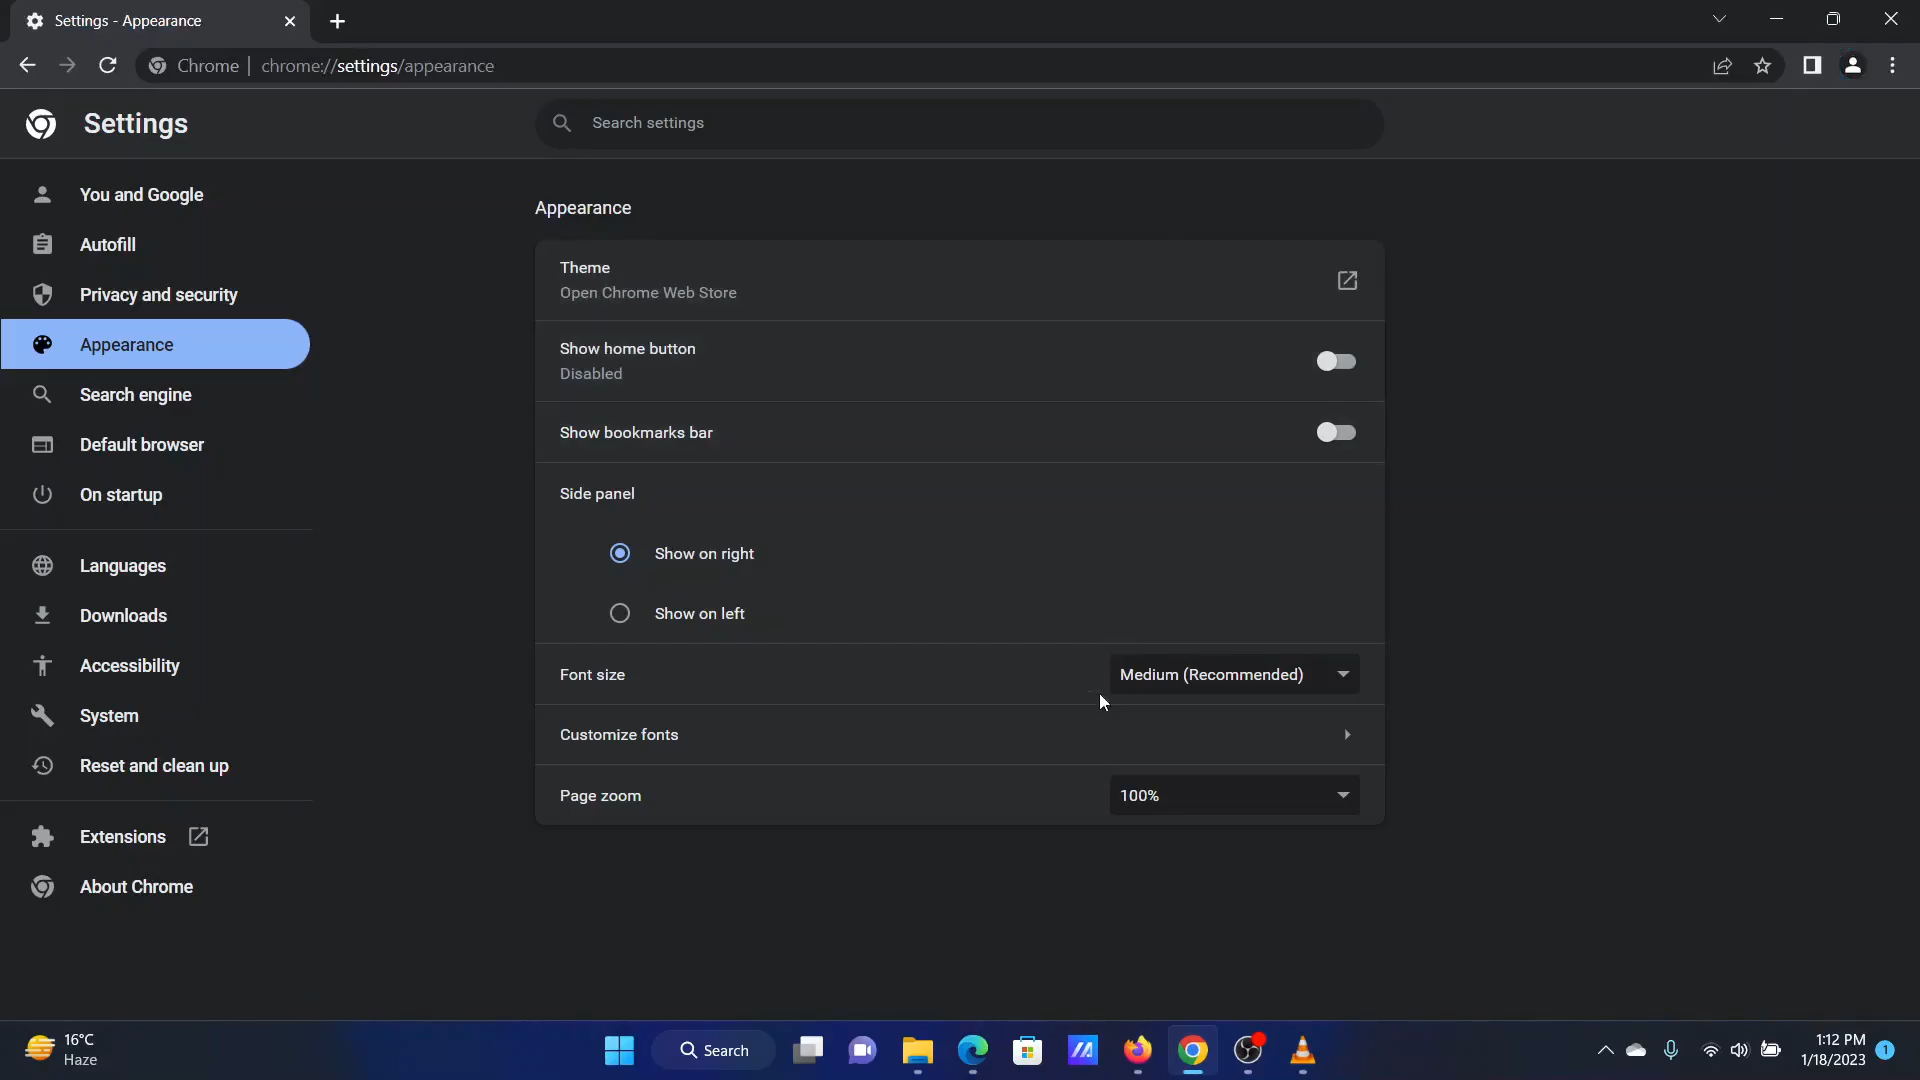 Settings - Appearance
Chrome | chrome://settings/appearance
Settings
Search settings
You and Google
Autofill
Privacy and security
Appearance
Search engine
Default browser
On startup
Languages
Downloads
Accessibility
System
Reset and clean up
Extensions
About Chrome
Appearance
Theme
Open Chrome Web Store
Show home button
Disabled
Show bookmarks bar
Side panel
Show on right
Show on left
Font size
Medium (Recommended)
Customize fonts
Page zoom
100%
16°C
Haze
Search
1:12 PM
1/18/2023
1